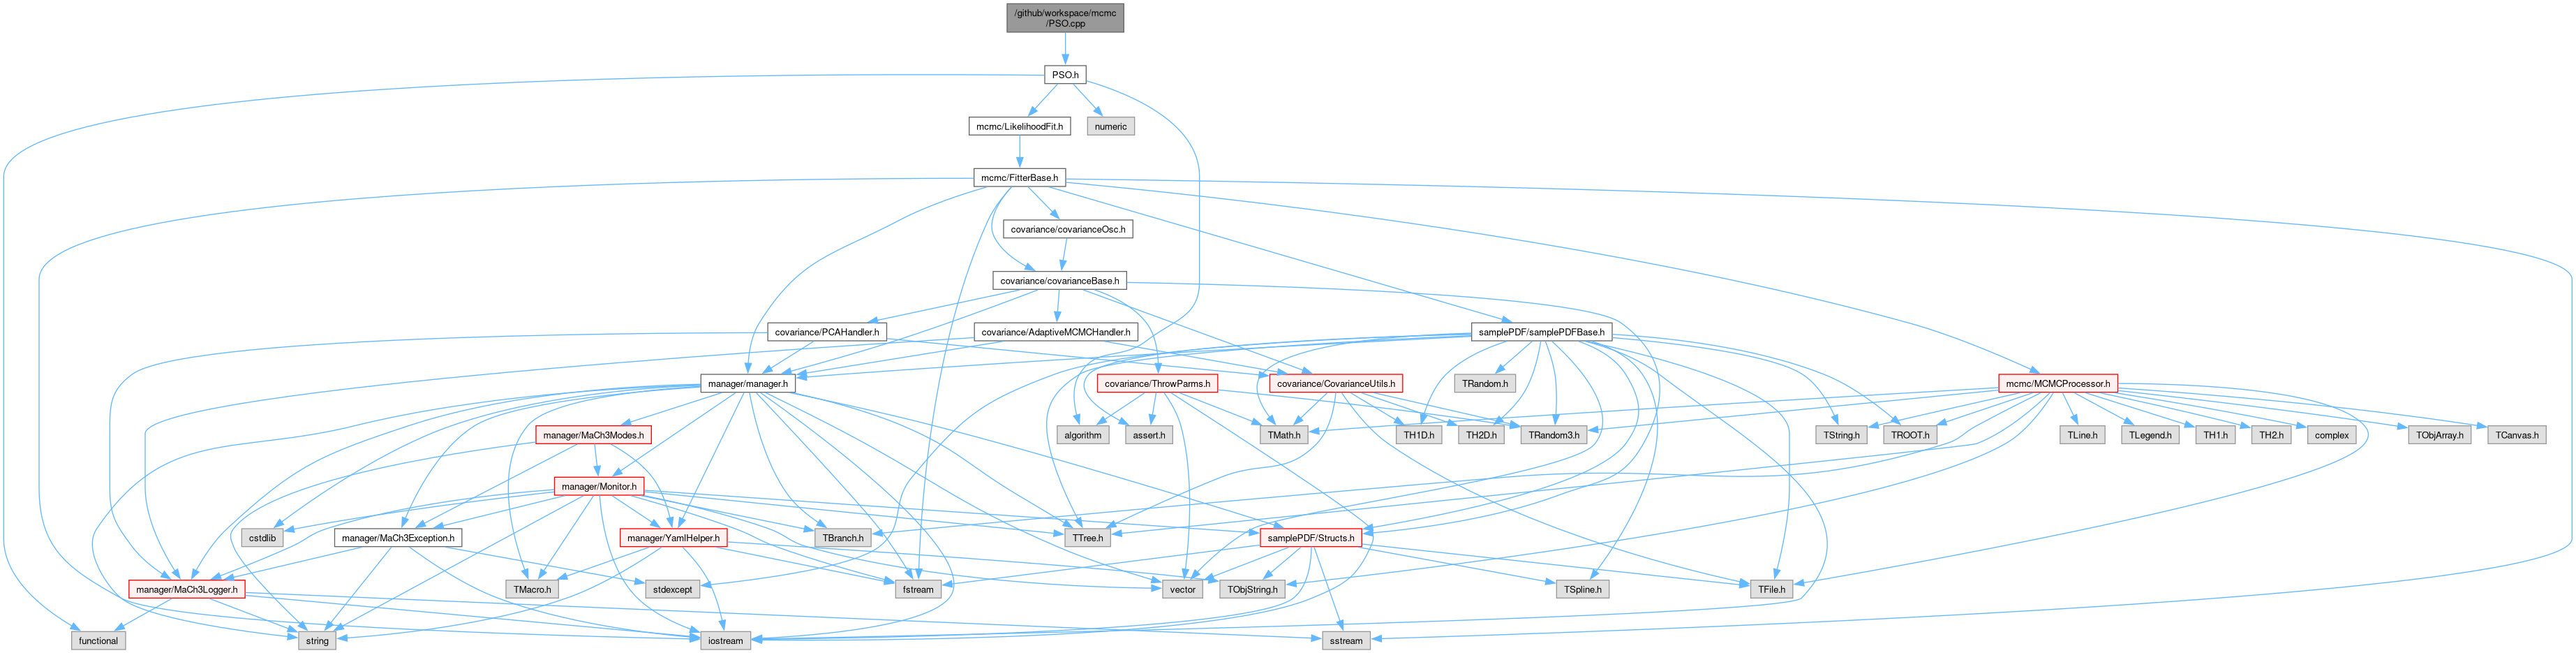 /github/workspace/mcmc
/PSO.cpp
PSO.h
mcmc/LikelihoodFit.h
numeric
mcmc/FitterBase.h
covariance/covarianceOsc.h
covariance/covarianceBase.h
covariance/PCAHandler.h
covariance/AdaptiveMCMCHandler.h
samplePDF/samplePDFBase.h
manager/manager.h
covariance/ThrowParms.h
covariance/CovarianceUtils.h
TRandom.h
mcmc/MCMCProcessor.h
manager/MaCh3Modes.h
algorithm
assert.h
TMath.h
TH1D.h
TH2D.h
TRandom3.h
TString.h
TROOT.h
TLine.h
TLegend.h
TH1.h
TH2.h
complex
TObjArray.h
TCanvas.h
manager/Monitor.h
cstdlib
manager/MaCh3Exception.h
manager/YamlHelper.h
TBranch.h
TTree.h
samplePDF/Structs.h
manager/MaCh3Logger.h
TMacro.h
stdexcept
fstream
vector
TObjString.h
TSpline.h
TFile.h
functional
string
iostream
sstream